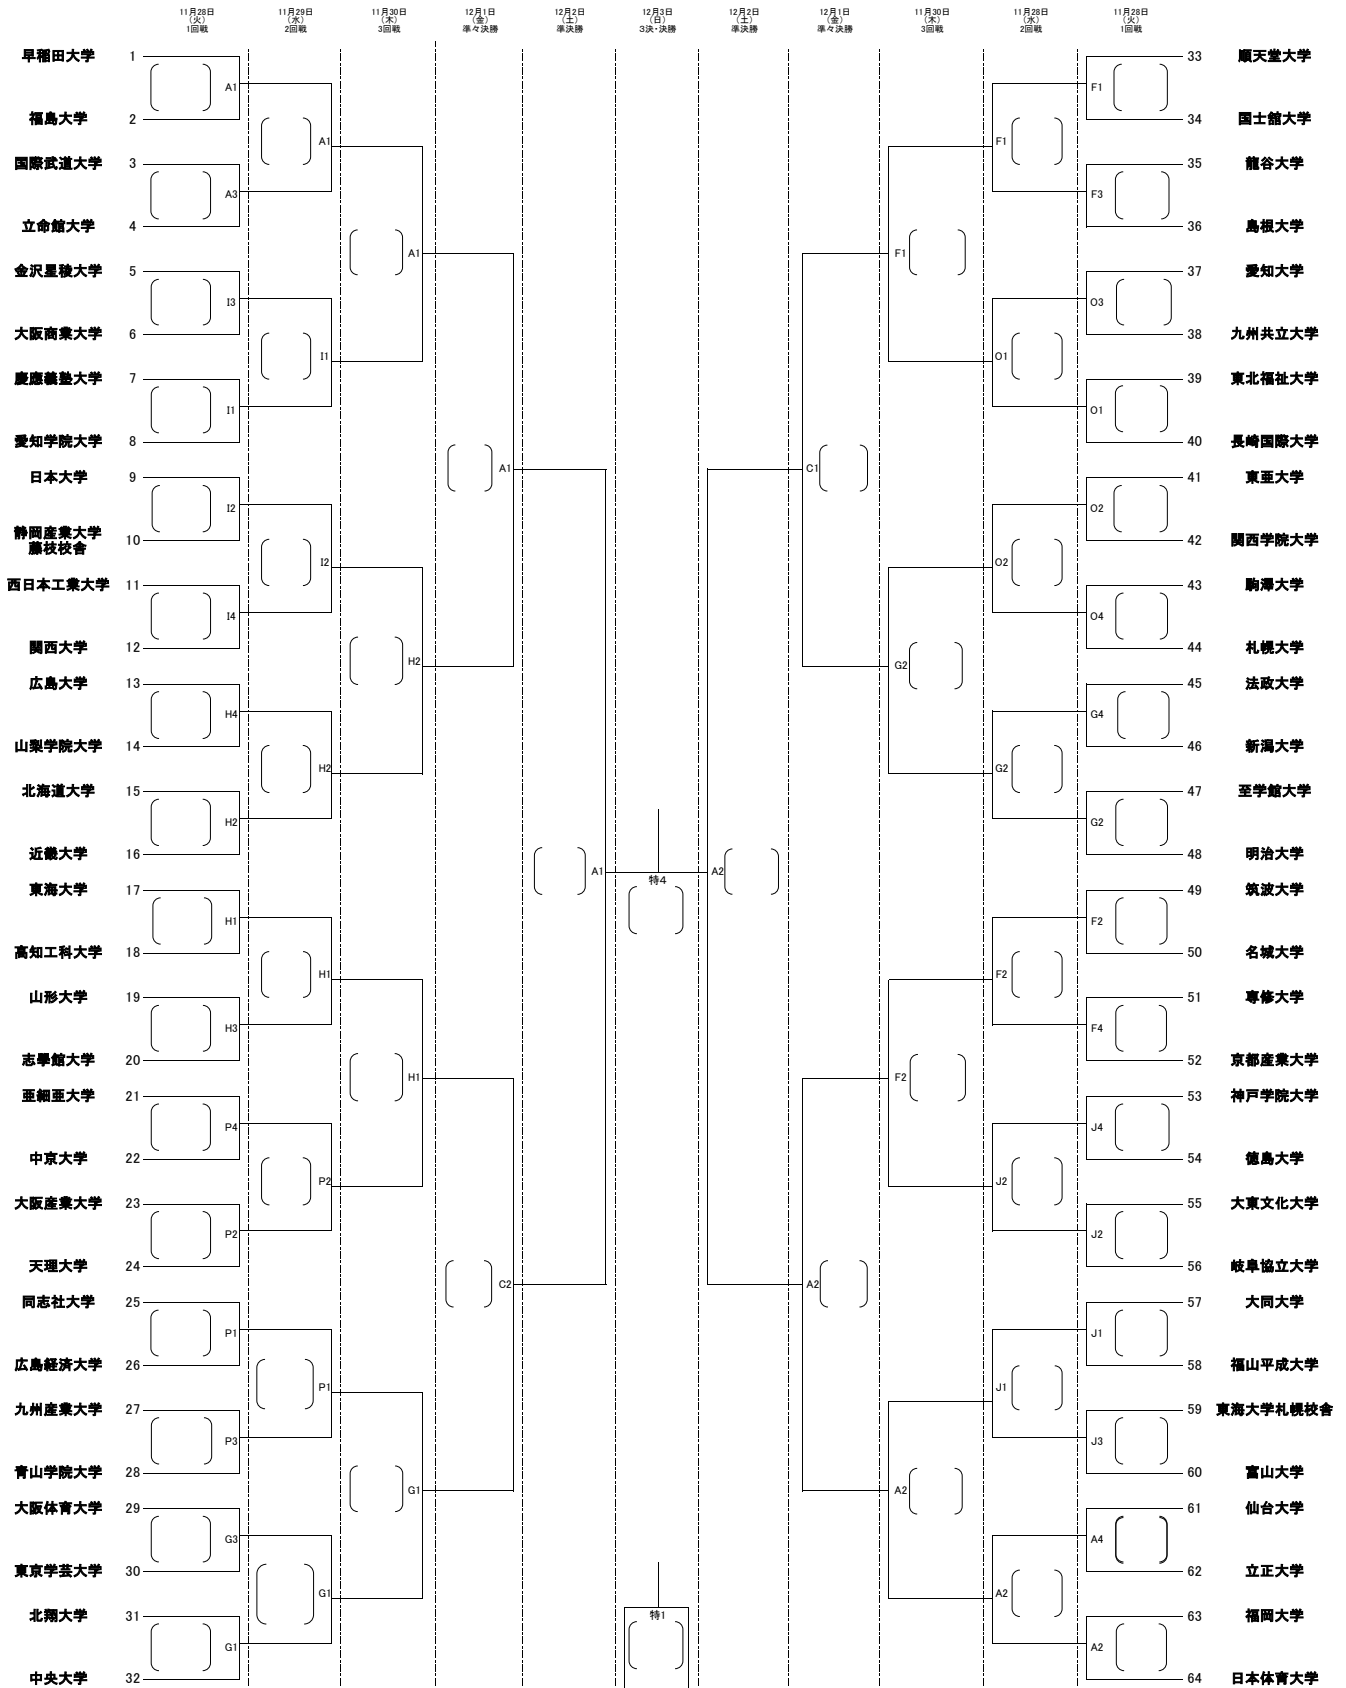 11月28日 11月29日 11月30日 12月1日 12月2日 12月3日 12月2日 12月1日 11月30日 11月28日 11月28日
（火） （水） （木） （金） （土） （日） （土） （金） （木） （水） （火）
1回戦 2回戦 3回戦 準々決勝 準決勝 3決・決勝 準決勝 準々決勝 3回戦 2回戦 1回戦
早稲田大学 1 33 順天堂大学
A1 F1
福島大学 2 34 国士舘大学
A1 F1
国際武道大学 3 35 龍谷大学
A3 F3
立命館大学 4 36 島根大学
A1 F1
金沢星稜大学 5 37 愛知大学
I3 O3
大阪商業大学 6 38 九州共立大学
I1 O1
慶應義塾大学 7 39 東北福祉大学
I1 O1
愛知学院大学 8 40 長崎国際大学
A1 C1
日本大学 9 41 東亜大学
I2 O2
静岡産業大学
藤枝校舎 10 42 関西学院大学
I2 O2
西日本工業大学 11 43 駒澤大学
I4 O4
関西大学 12 44 札幌大学
H2 G2
広島大学 13 45 法政大学
H4 G4
山梨学院大学 14 46 新潟大学
H2 G2
北海道大学 15 47 至学館大学
H2 G2
近畿大学 16 48 明治大学
A1 A2
特4
東海大学 17 49 筑波大学
H1 F2
高知工科大学 18 50 名城大学
H1 F2
山形大学 19 51 専修大学
H3 F4
志學館大学 20 52 京都産業大学
H1 F2
亜細亜大学 21 53 神戸学院大学
P4 J4
中京大学 22 54 徳島大学
P2 J2
大阪産業大学 23 55 大東文化大学
P2 J2
天理大学 24 56 岐阜協立大学
C2 A2
同志社大学 25 57 大同大学
P1 J1
広島経済大学 26 58 福山平成大学
P1 J1
九州産業大学 27 59 東海大学札幌校舎
P3 J3
青山学院大学 28 60 富山大学
G1 A2
大阪体育大学 29 61 仙台大学
G3 A4
東京学芸大学 30 62 立正大学
G1 A2
北翔大学 31 特1 63 福岡大学
G1 A2
中央大学 32 64 日本体育大学